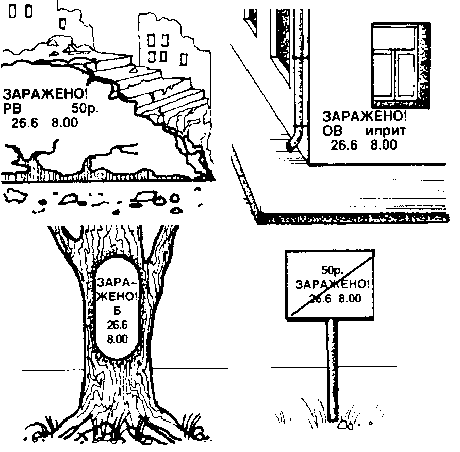 ЗАРАЖЕНО!
РВ 50р.
26.6 8.00
ЗАРАЖЕНО!
ОВ иприт
26.6 8.00
ЗАРА-
ЖЕНО!
Б
26.6
8.00
50р.
ЗАРАЖЕНО!
26.6 8.00